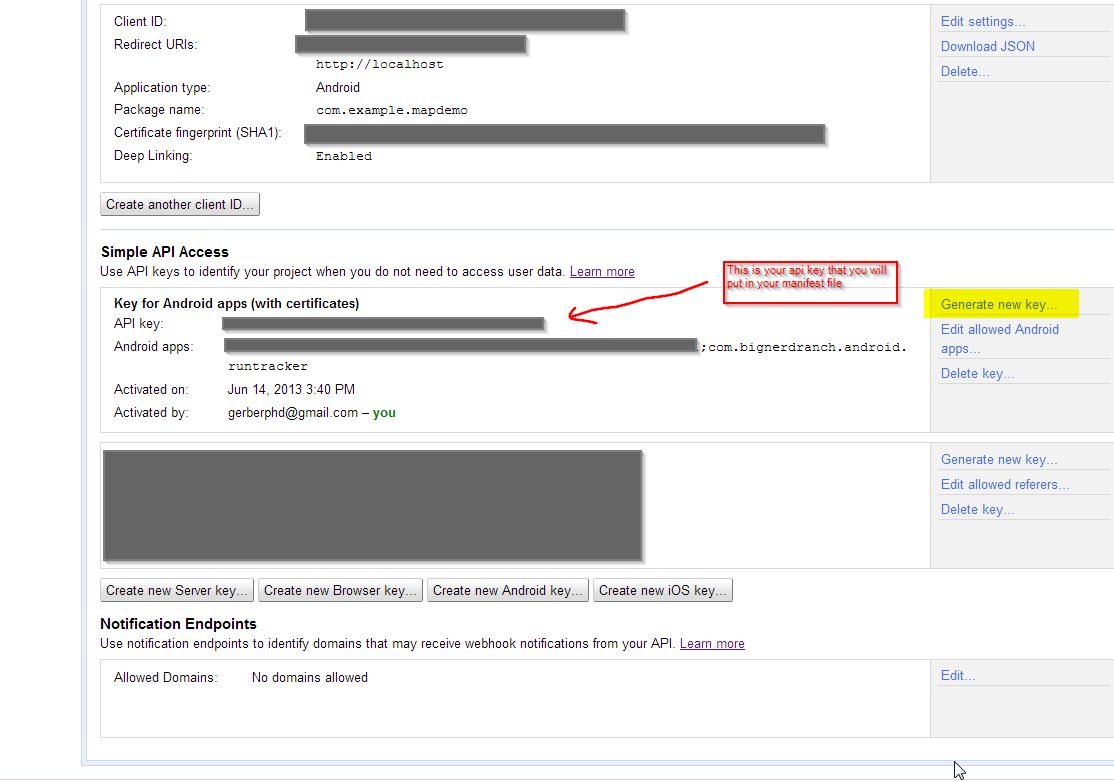 Client ID:
Edit settings...
Redirect URIs:
http://localhost
Download JSON
Delete...
Application type: Android
Package name: com.example.mapdemo
Certificate fingerprint (SHA1):
Deep Linking: Enabled
Create another client ID...
Simple API Access
Use API keys to identify your project when you do not need to access user data. Learn more
This is your api key that you will
put in your manifest file
Key for Android apps (with certificates)
API key:
Android apps: ;com.bignerdranch.android.
runtracker
Activated on: Jun 14, 2013 3:40 PM
Activated by: gerberphd@gmail.com – you
Generate new key...
Edit allowed Android
apps...
Delete key...
Generate new key...
Edit allowed referers...
Delete key...
Create new Server key... Create new Browser key... Create new Android key... Create new iOS key...
Notification Endpoints
Use notification endpoints to identify domains that may receive webhook notifications from your API. Learn more
Allowed Domains: No domains allowed
Edit...